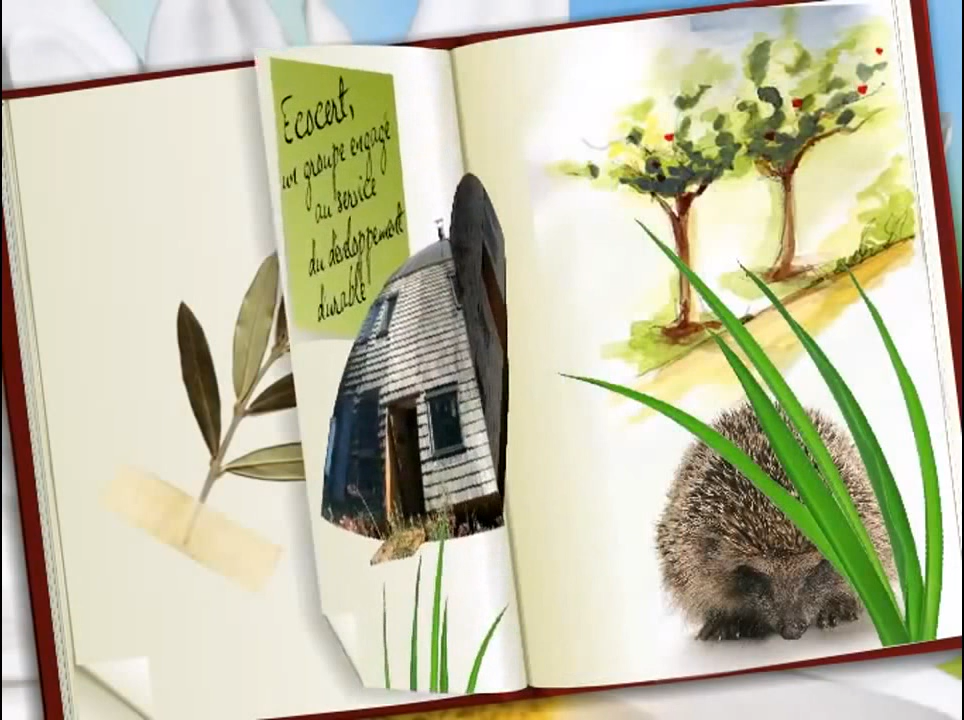 Ecocert,
un groupe engagé
au service
du développement
durable